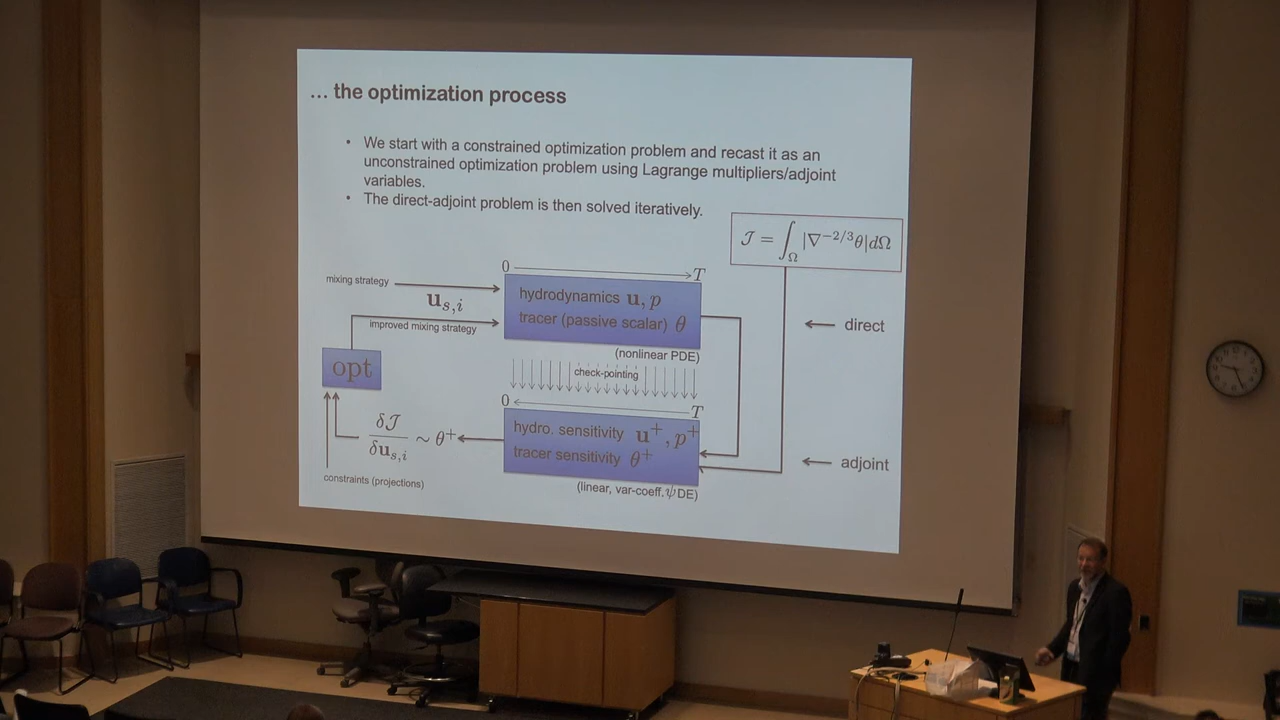 ... the optimization process
• We start with a constrained optimization problem and recast it as an
unconstrained optimization problem using Lagrange multipliers/adjoint
variables.
• The direct-adjoint problem is then solved iteratively.
𝒥 = ∫_Ω |∇^{-2/3}θ|dΩ
0 T
mixing strategy
u_{s,i}
improved mixing strategy
hydrodynamics u, p
tracer (passive scalar) θ
(nonlinear PDE)
direct
opt
check-pointing
0 T
δ𝒥/δu_{s,i} ~ θ⁺
hydro. sensitivity u⁺, p⁺
tracer sensitivity θ⁺
(linear, var-coeff. ψDE)
adjoint
constraints (projections)